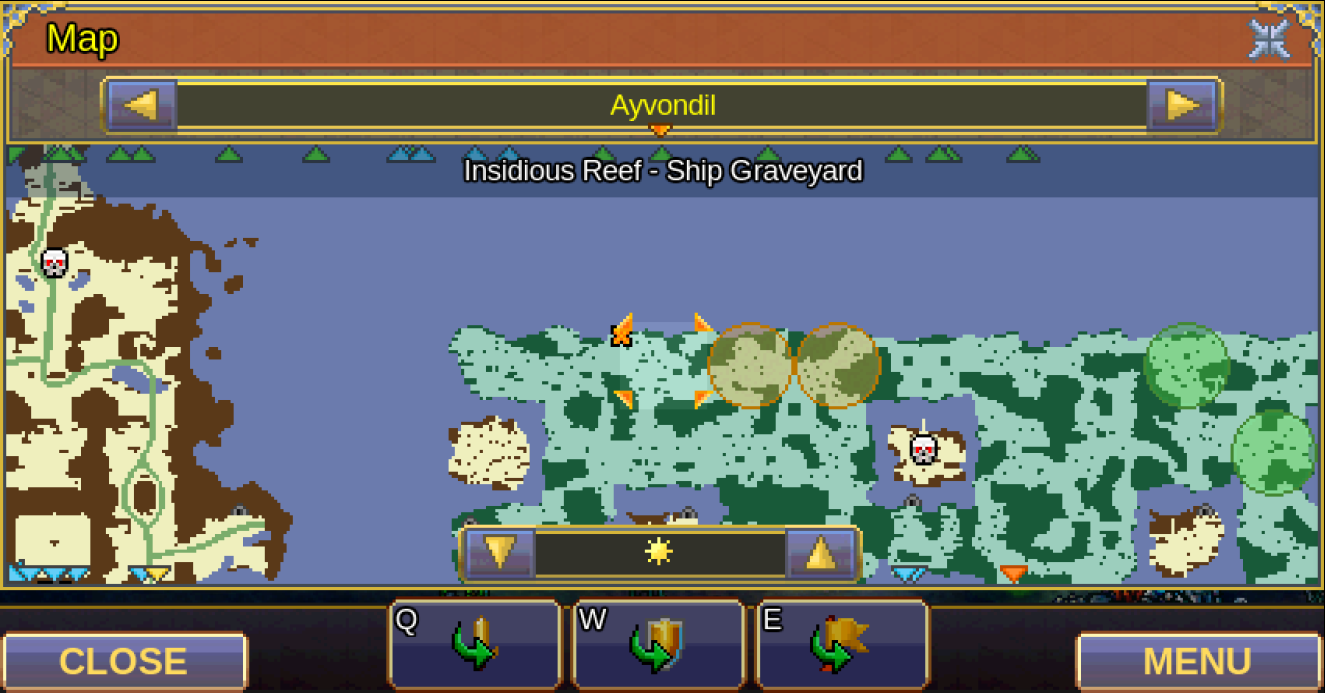 Map
Ayvondil
Insidious Reef - Ship Graveyard
Q
W
E
CLOSE
MENU